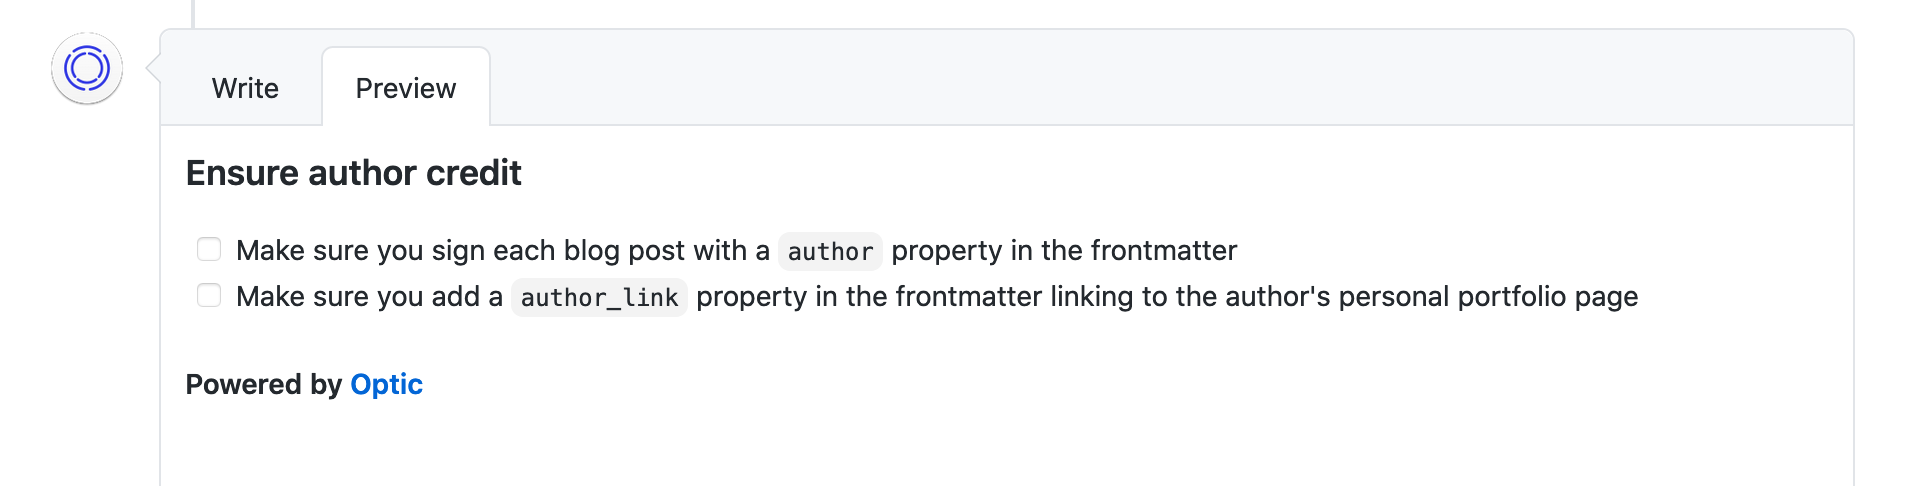 Write Preview
Ensure author credit
Make sure you sign each blog post with a author property in the frontmatter
Make sure you add a author_link property in the frontmatter linking to the author's personal portfolio page
Powered by Optic